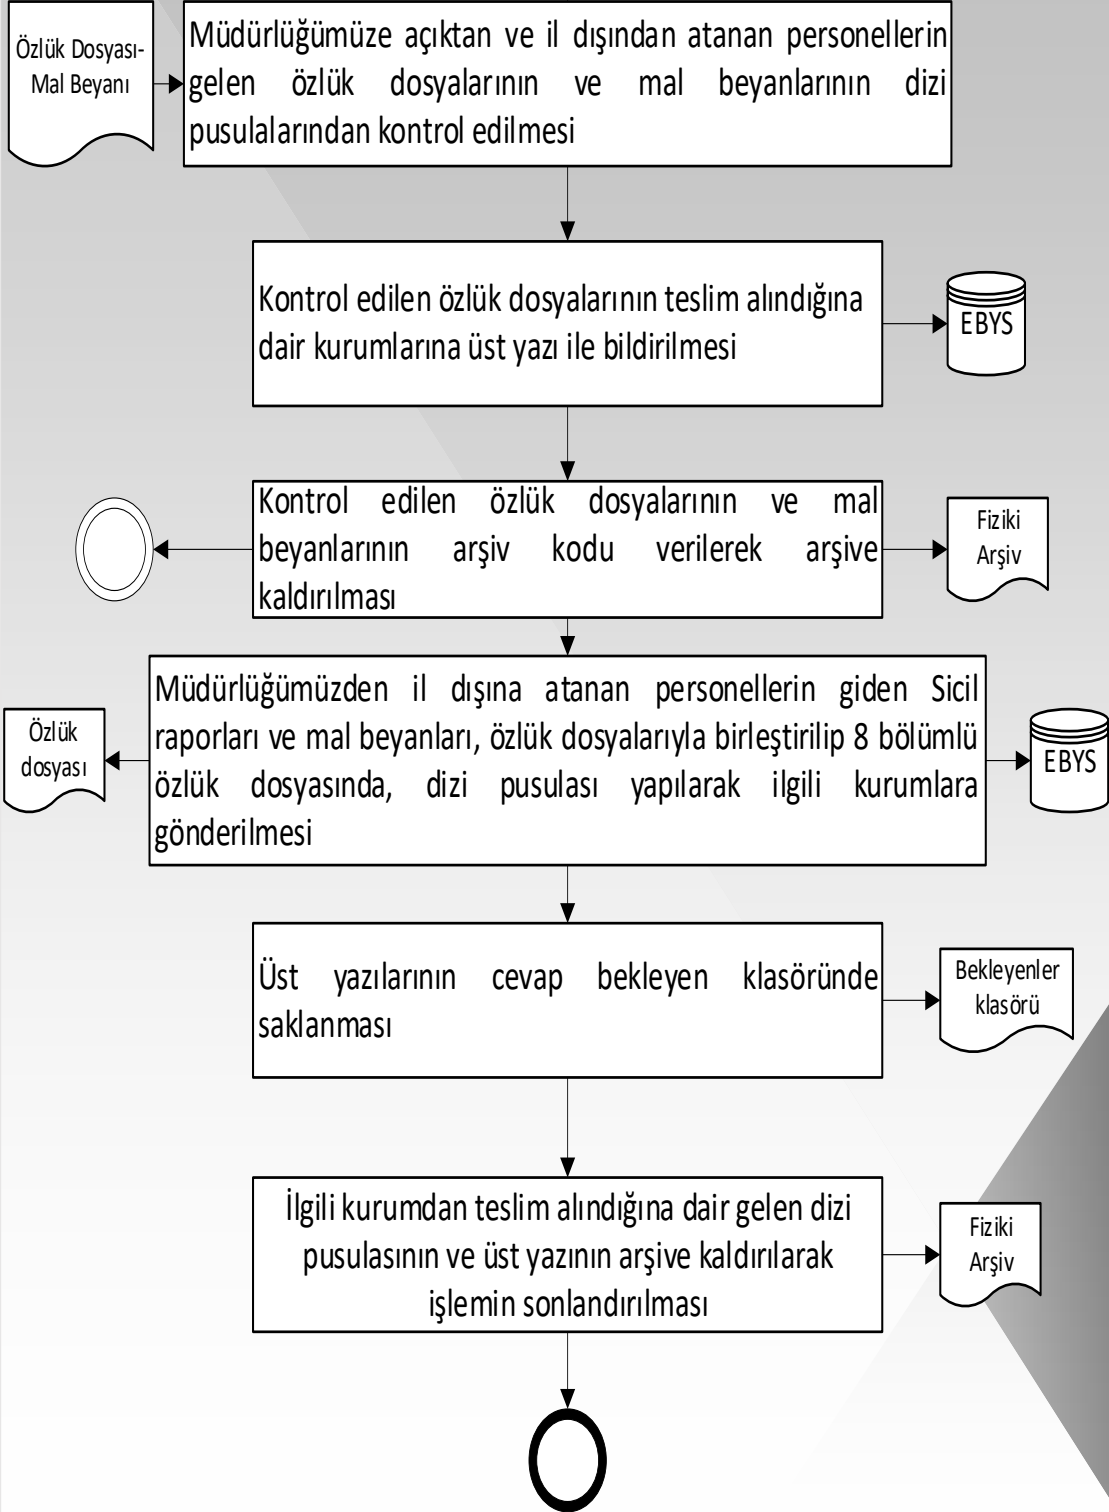 Özlük Dosyası-
Mal Beyanı
Müdürlüğümüze açıktan ve il dışından atanan personellerin
gelen özlük dosyalarının ve mal beyanlarının dizi
pusulalarından kontrol edilmesi
Kontrol edilen özlük dosyalarının teslim alındığına
dair kurumlarına üst yazı ile bildirilmesi
EBYS
Kontrol edilen özlük dosyalarının ve mal
beyanlarının arşiv kodu verilerek arşive
kaldırılması
Fiziki
Arşiv
Müdürlüğümüzden il dışına atanan personellerin giden Sicil
raporları ve mal beyanları, özlük dosyalarıyla birleştirilip 8 bölümlü
özlük dosyasında, dizi pusulası yapılarak ilgili kurumlara
gönderilmesi
Özlük
dosyası
EBYS
Üst yazılarının cevap bekleyen klasöründe
saklanması
Bekleyenler
klasörü
İlgili kurumdan teslim alındığına dair gelen dizi
pusulasının ve üst yazının arşive kaldırılarak
işlemin sonlandırılması
Fiziki
Arşiv